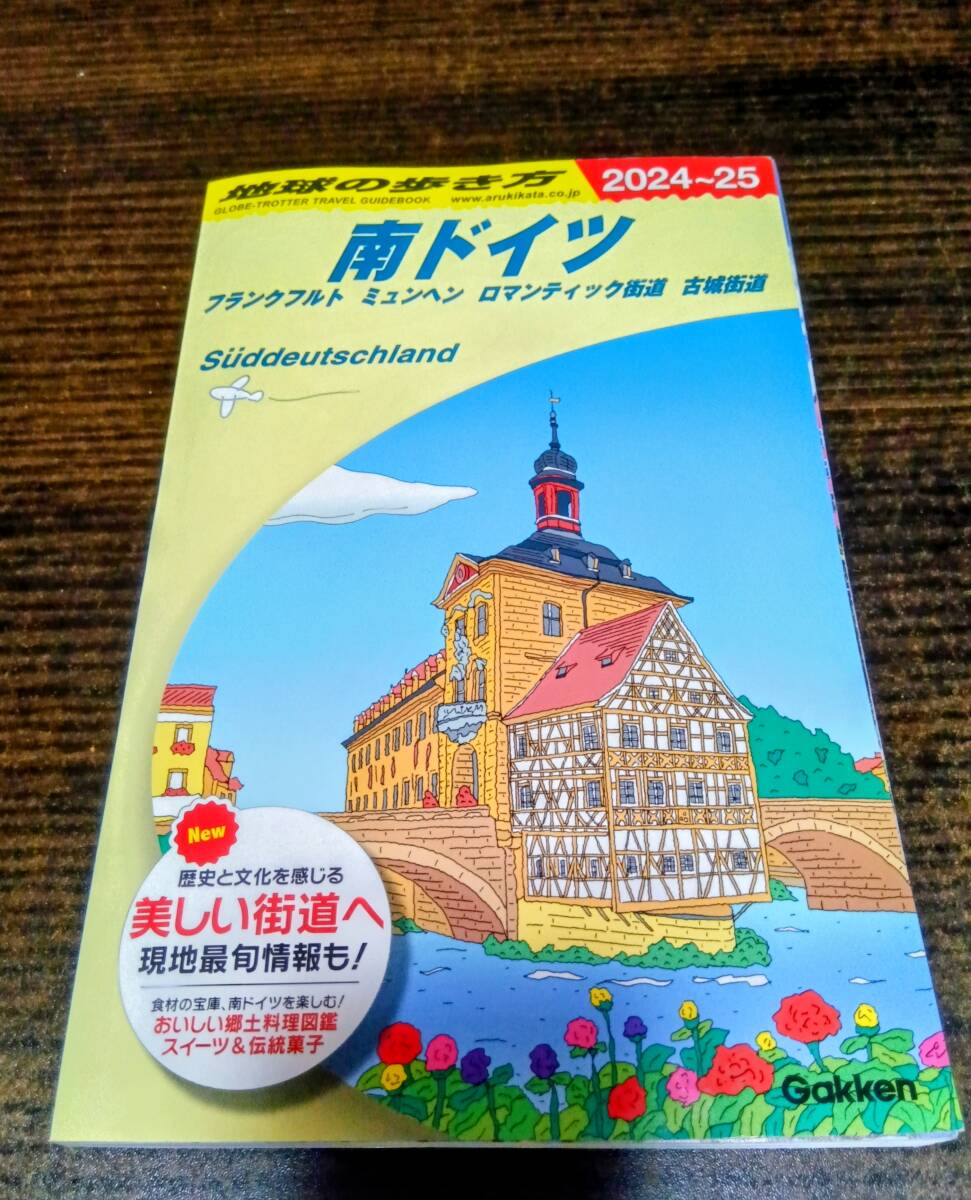 地球の歩き方 2024~25
GLOBE-TROTTER TRAVEL GUIDEBOOK www.arukikata.co.jp
南ドイツ
フランクフルト ミュンヘン ロマンティック街道 古城街道
Süddeutschland
New
歴史と文化を感じる
美しい街道へ
現地最旬情報も!
食材の宝庫、南ドイツを楽しむ!
おいしい郷土料理図鑑
スイーツ&伝統菓子
Gakken